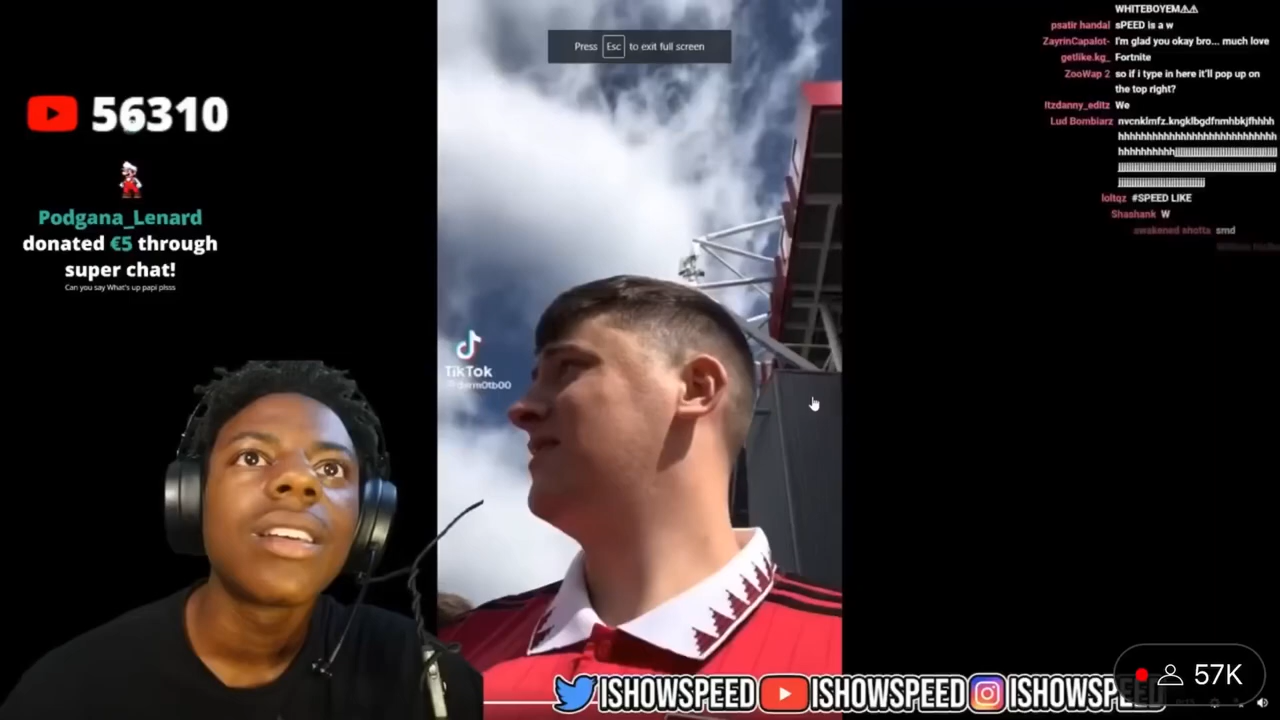 56310
Podgana_Lenard
donated €5 through
super chat!
Can you say What's up papi plsss
Press Esc to exit full screen
TikTok
WHITEBOYEM⚠⚠
psatir handal sPEED is a w
ZayrinCapalot- I'm glad you okay bro... much love
getlike.kg_ Fortnite
ZooWap 2 so if i type in here it'll pop up on
the top right?
Itzdanny_editz We
Lud Bombiarz
loltqz #SPEED LIKE
Shashank W
awakened shotta smd
ISHOWSPEED ISHOWSPEED ISHOWSPEED
57K